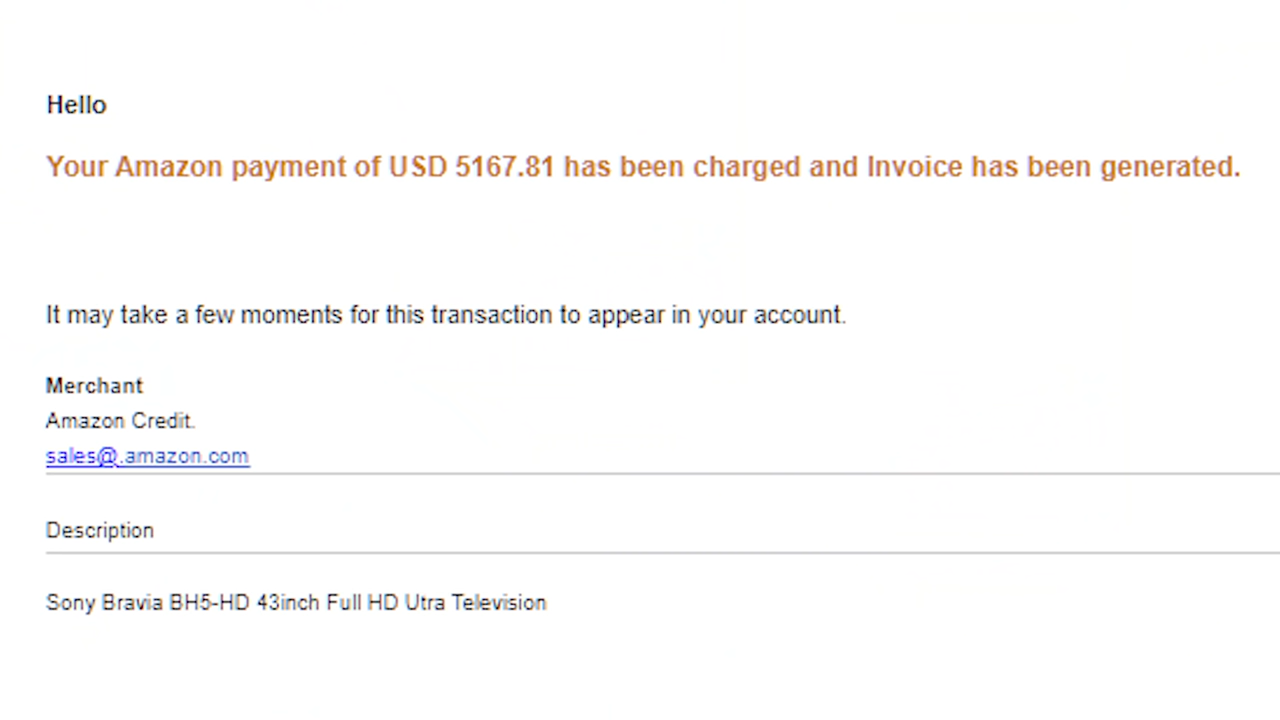 Hello
Your Amazon payment of USD 5167.81 has been charged and Invoice has been generated.
It may take a few moments for this transaction to appear in your account.
Merchant
Amazon Credit.
sales@.amazon.com
Description
Sony Bravia BH5-HD 43inch Full HD Utra Television